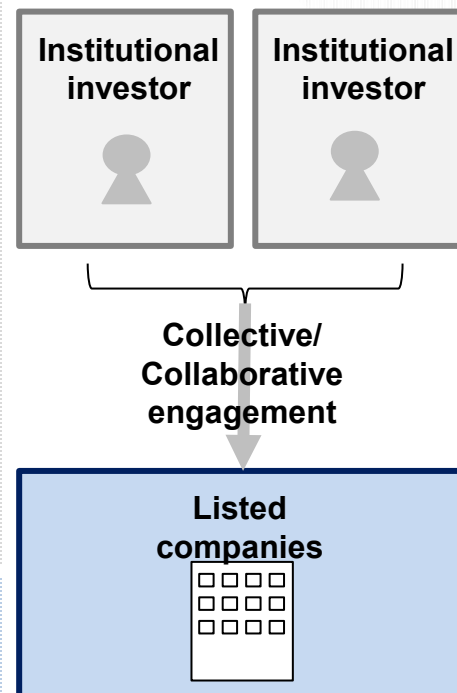 Institutional
investor
Institutional
investor
Collective/
Collaborative
engagement
Listed
companies